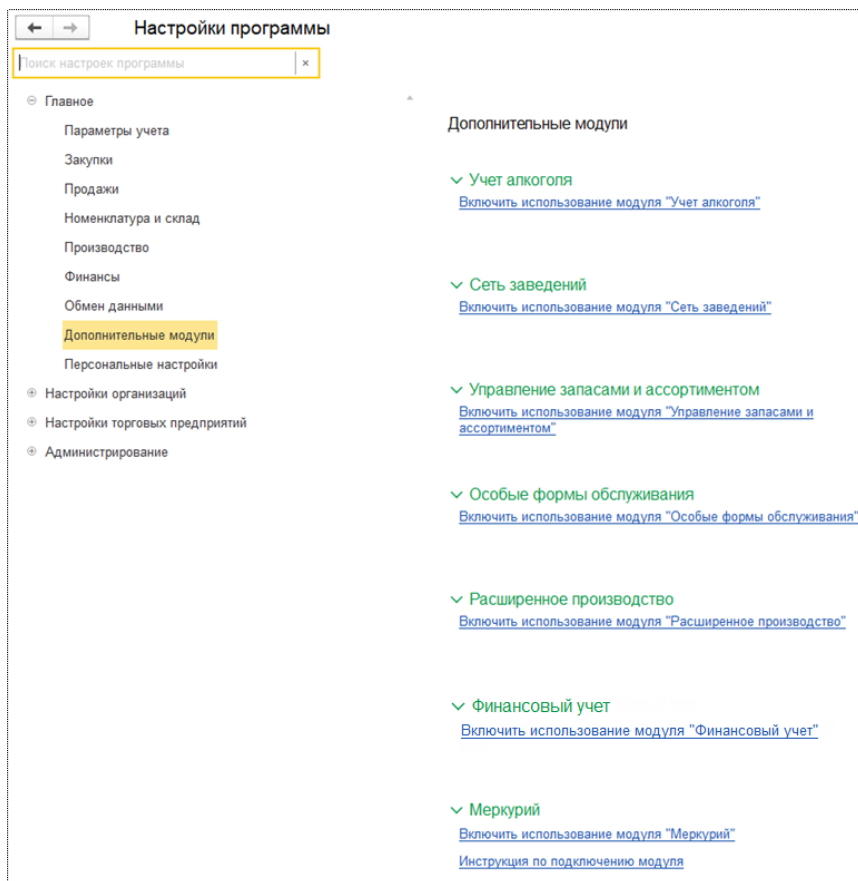 Настройки программы
Поиск настроек программы
Главное
Параметры учета
Закупки
Продажи
Номенклатура и склад
Производство
Финансы
Обмен данными
Дополнительные модули
Персональные настройки
Настройки организаций
Настройки торговых предприятий
Администрирование
Дополнительные модули
Учет алкоголя
Включить использование модуля "Учет алкоголя"
Сеть заведений
Включить использование модуля "Сеть заведений"
Управление запасами и ассортиментом
Включить использование модуля "Управление запасами и
ассортиментом"
Особые формы обслуживания
Включить использование модуля "Особые формы обслуживания"
Расширенное производство
Включить использование модуля "Расширенное производство"
Финансовый учет
Включить использование модуля "Финансовый учет"
Меркурий
Включить использование модуля "Меркурий"
Инструкция по подключению модуля